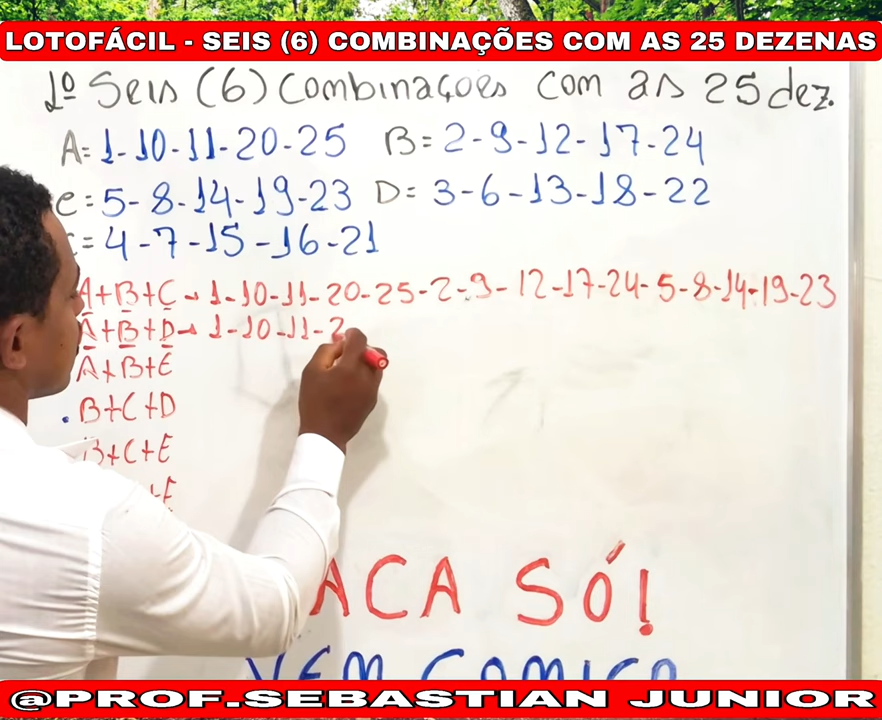 LOTOFÁCIL - SEIS (6) COMBINAÇÕES COM AS 25 DEZENAS
1º Seis (6) Combinaçoes com as 25 dez.
A= 1-10-11-20-25 B= 2-9-12-17-24
C: 5-8-14-19-23 D= 3-6-13-18-22
= 4-7-15-16-21
A+B+C → 1-10-11-20-25-2-9-12-17-24-5-8-14-19-23
A+B+D → 1-10-11-2
A+B+E
B+C+D
B+C+E
+E
ACA SÓ!
VEM COMIGO
@PROF.SEBASTIAN JUNIOR